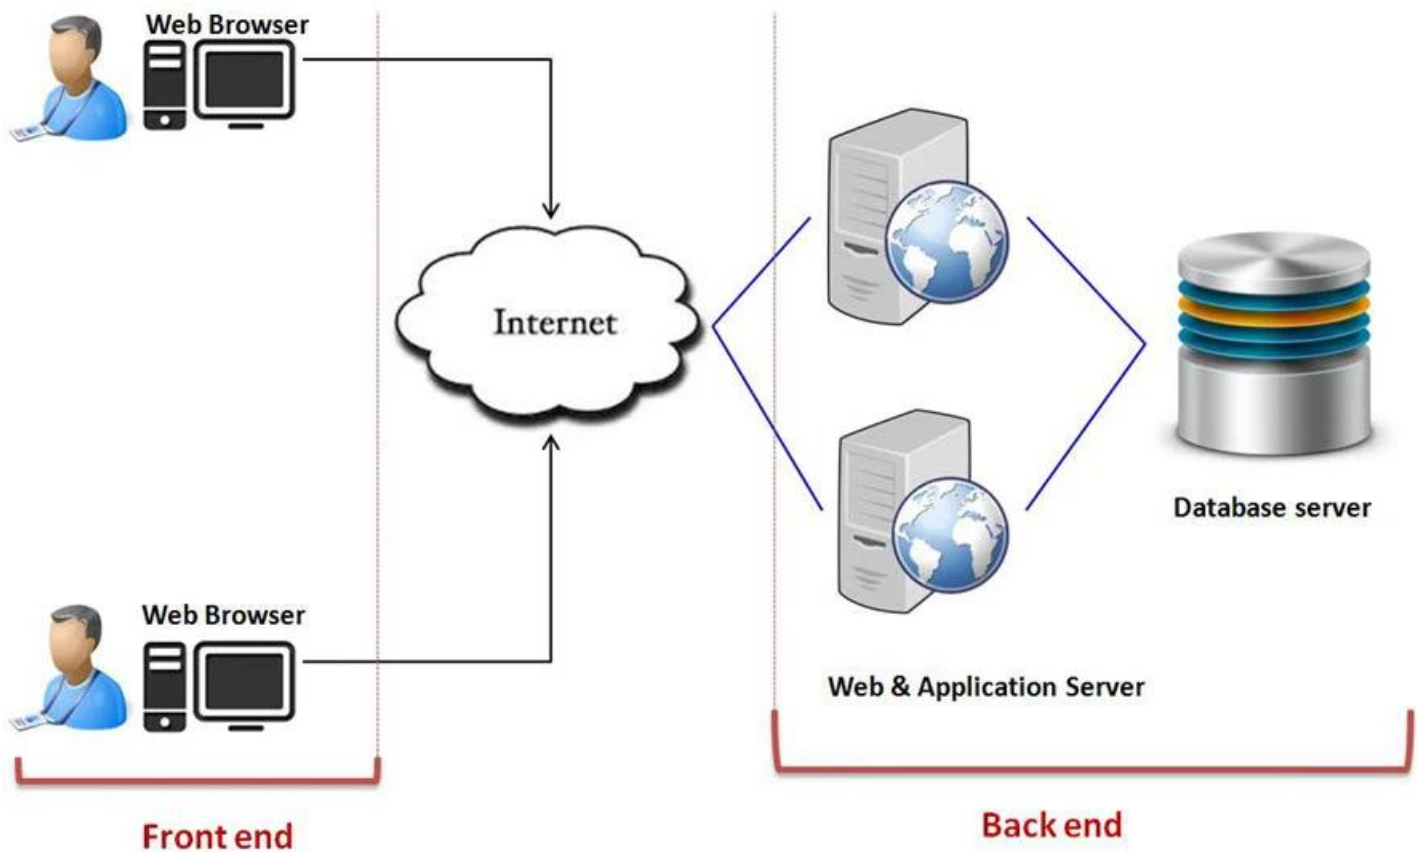 Web Browser
Internet
Database server
Web Browser
Web & Application Server
Front end
Back end